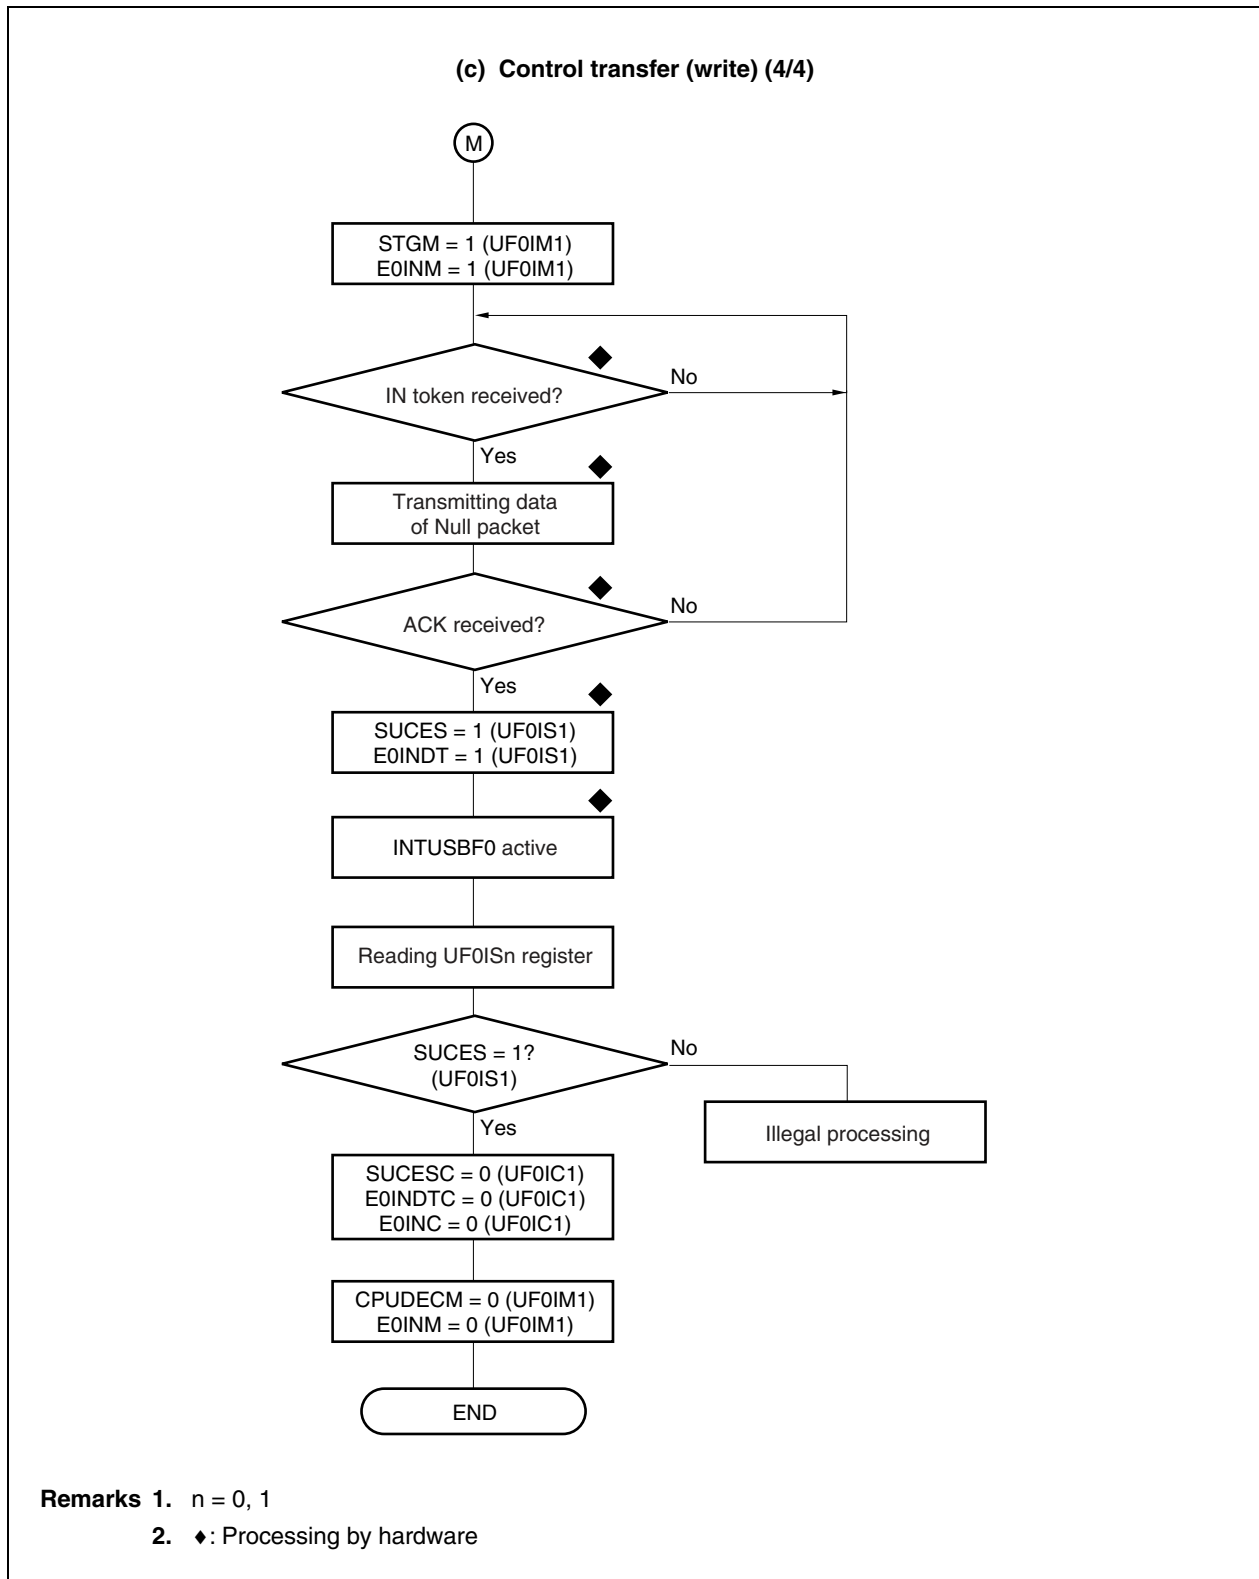 (c) Control transfer (write) (4/4)
M
STGM = 1 (UF0IM1)
E0INM = 1 (UF0IM1)
IN token received?
No
Yes
Transmitting data
of Null packet
ACK received?
No
Yes
SUCES = 1 (UF0IS1)
E0INDT = 1 (UF0IS1)
INTUSBF0 active
Reading UF0ISn register
SUCES = 1?
(UF0IS1)
No
Yes
Illegal processing
SUCESC = 0 (UF0IC1)
E0INDTC = 0 (UF0IC1)
E0INC = 0 (UF0IC1)
CPUDECM = 0 (UF0IM1)
E0INM = 0 (UF0IM1)
END
Remarks 1. n = 0, 1
2. ♦: Processing by hardware